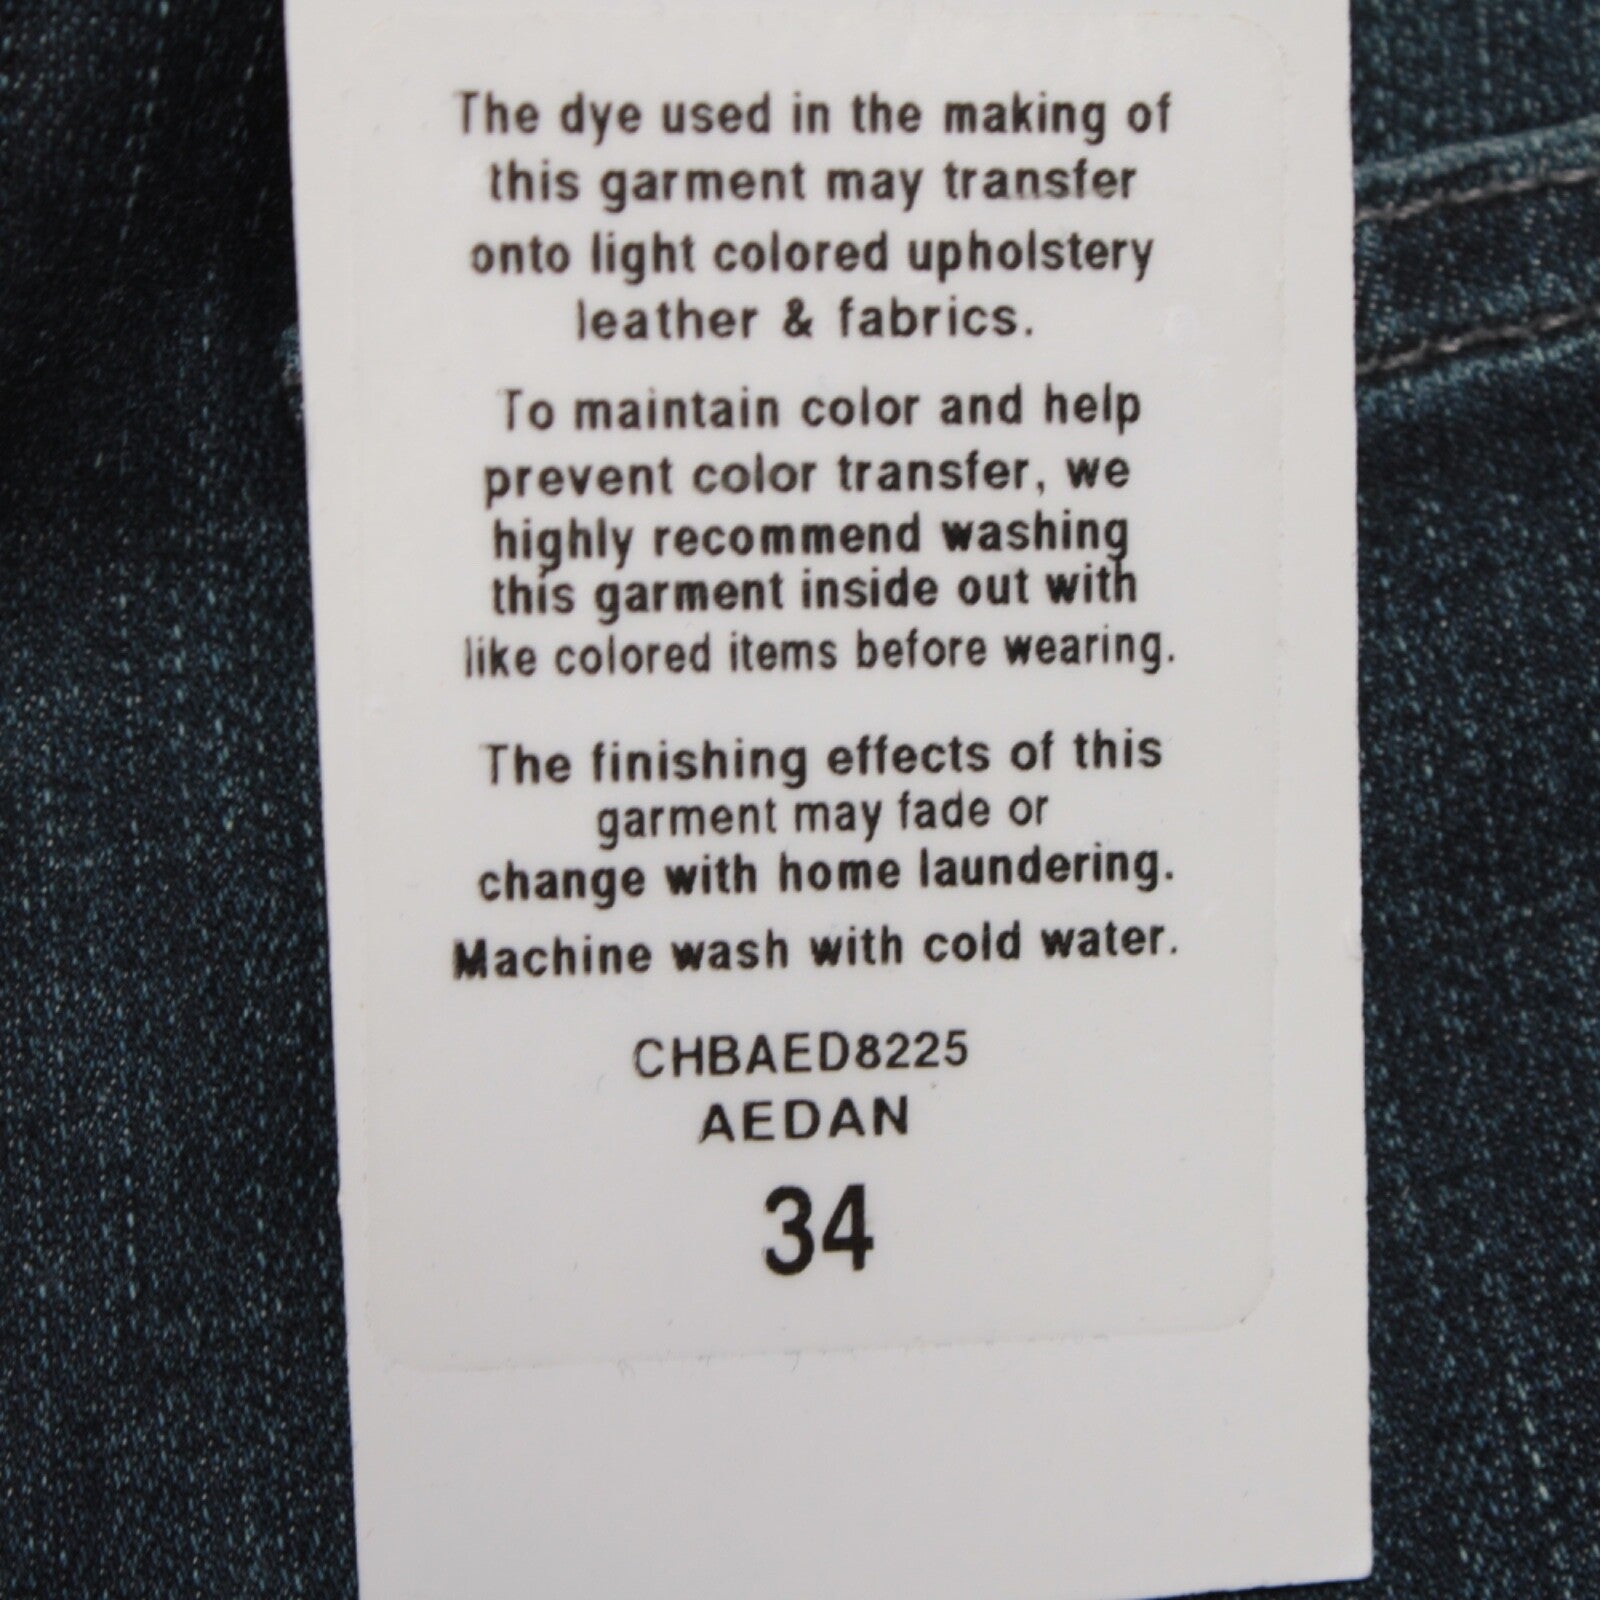 The dye used in the making of
this garment may transfer
onto light colored upholstery
leather & fabrics.
To maintain color and help
prevent color transfer, we
highly recommend washing
this garment inside out with
like colored items before wearing.
The finishing effects of this
garment may fade or
change with home laundering.
Machine wash with cold water.
CHBAED8225
AEDAN
34